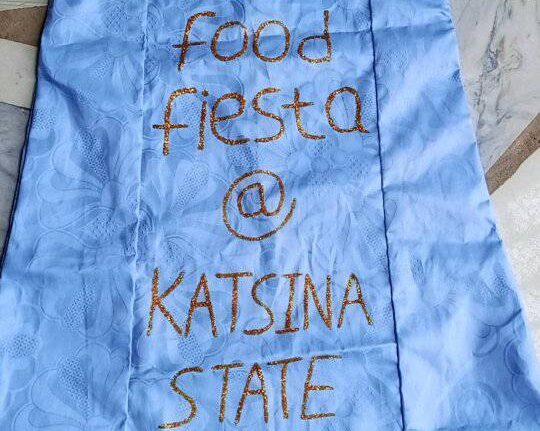 food
fiesta
@
KATSINA
STATE